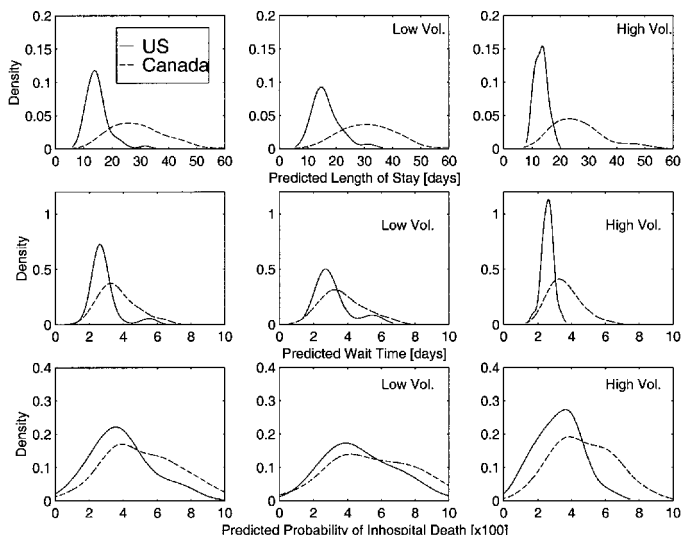 0.2 0.2 0.2
US Low Vol. High Vol.
Canada
0.15 0.15 0.15
Density
0.1 0.1 0.1
0.05 0.05 0.05
0 0 0
0 10 20 30 40 50 60 0 10 20 30 40 50 60 0 20 40 60
Predicted Length of Stay [days]
Low Vol. High Vol.
1 1 1
Density
0.5 0.5 0.5
0 0 0
0 2 4 6 8 10 0 2 4 6 8 10 0 2 4 6 8 10
Predicted Wait Time [days]
0.4 0.4 0.4
Low Vol. High Vol.
0.3 0.3 0.3
Density
0.2 0.2 0.2
0.1 0.1 0.1
0 0 0
0 2 4 6 8 10 0 2 4 6 8 10 0 2 4 6 8 10
Predicted Probability of Inhospital Death [x100]